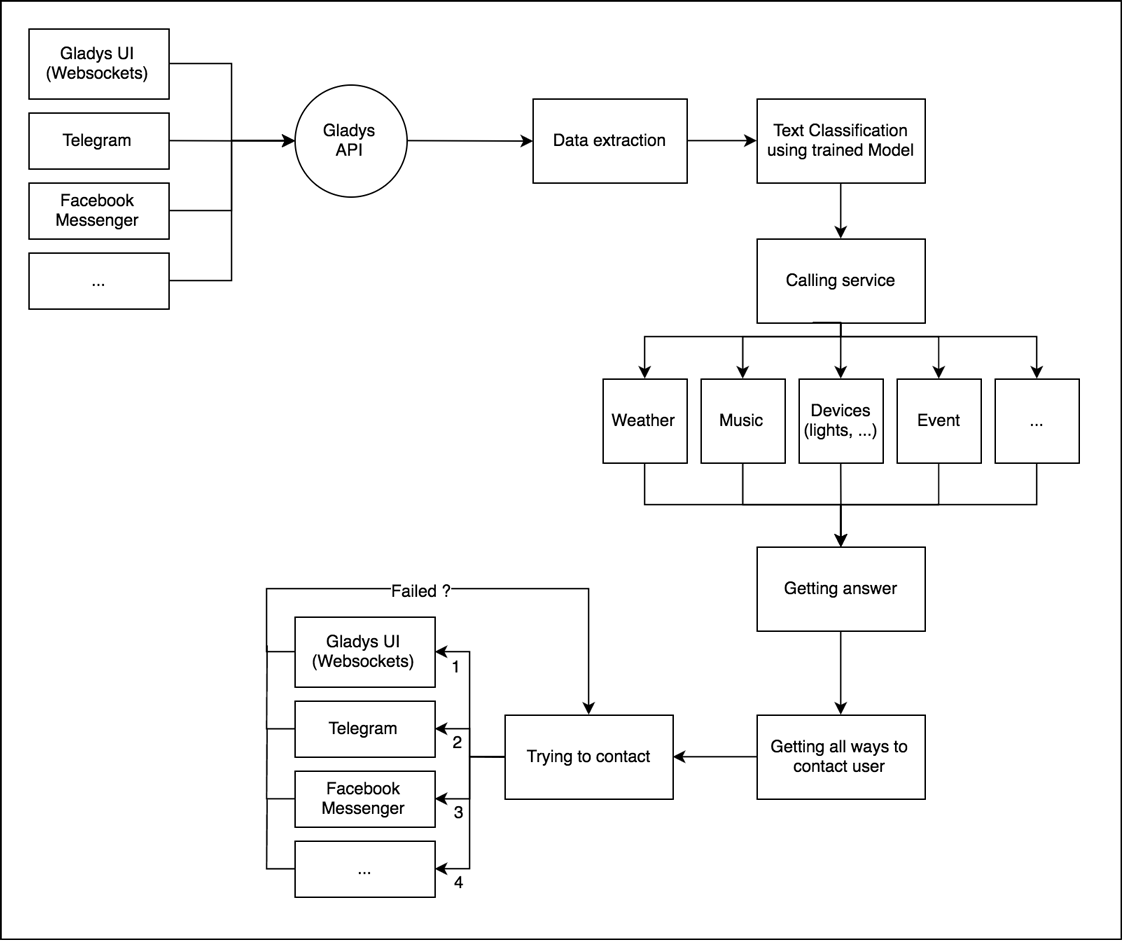 Gladys UI
(Websockets)
Telegram
Facebook
Messenger
...
Gladys
API
Data extraction
Text Classification
using trained Model
Calling service
Weather
Music
Devices
(lights, ...)
Event
...
Getting answer
Getting all ways to
contact user
Trying to contact
Failed ?
Gladys UI
(Websockets)
1
Telegram
2
Facebook
Messenger
3
...
4